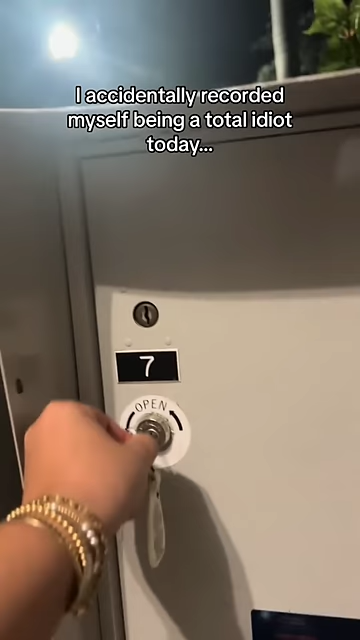 I accidentally recorded
myself being a total idiot
today...
7
OPEN